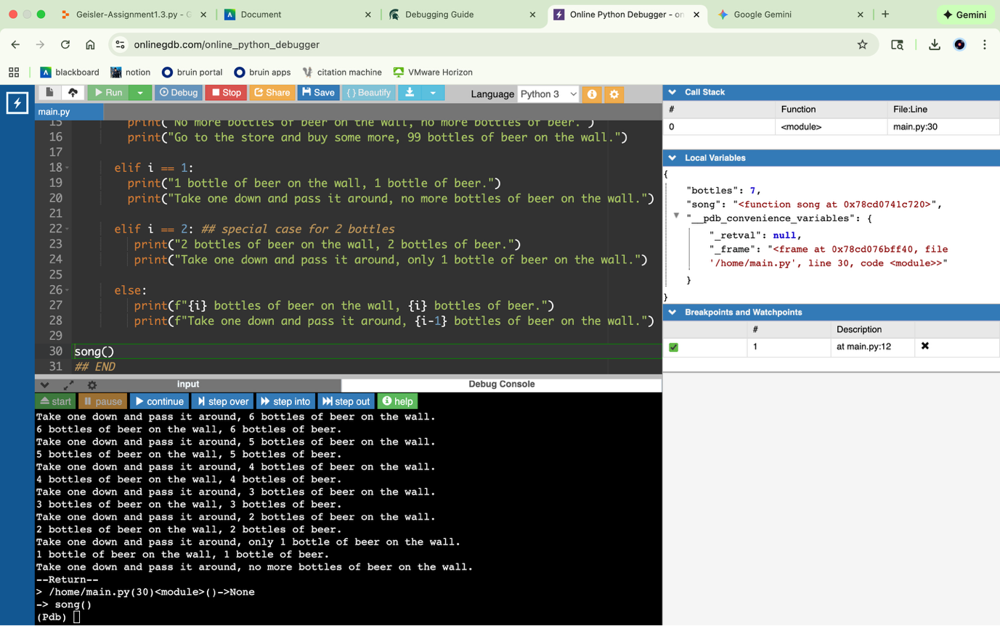 Geisler-Assignment1.3.py - G
Document
Debugging Guide
Online Python Debugger - on
Google Gemini
Gemini
onlinegdb.com/online_python_debugger
blackboard
notion
bruin portal
bruin apps
citation machine
VMware Horizon
Run
Debug
Stop
Share
Save
{ } Beautify
Language
Python 3
main.py
15 print("No more bottles of beer on the wall, no more bottles of beer.")
16 print("Go to the store and buy some more, 99 bottles of beer on the wall.")
17
18 elif i == 1:
19 print("1 bottle of beer on the wall, 1 bottle of beer.")
20 print("Take one down and pass it around, no more bottles of beer on the wall.")
21
22 elif i == 2: ## special case for 2 bottles
23 print("2 bottles of beer on the wall, 2 bottles of beer.")
24 print("Take one down and pass it around, only 1 bottle of beer on the wall.")
25
26 else:
27 print(f"{i} bottles of beer on the wall, {i} bottles of beer.")
28 print(f"Take one down and pass it around, {i-1} bottles of beer on the wall.")
29
30 song()
31 ## END
input
Debug Console
start
pause
continue
step over
step into
step out
help
Take one down and pass it around, 6 bottles of beer on the wall.
6 bottles of beer on the wall, 6 bottles of beer.
Take one down and pass it around, 5 bottles of beer on the wall.
5 bottles of beer on the wall, 5 bottles of beer.
Take one down and pass it around, 4 bottles of beer on the wall.
4 bottles of beer on the wall, 4 bottles of beer.
Take one down and pass it around, 3 bottles of beer on the wall.
3 bottles of beer on the wall, 3 bottles of beer.
Take one down and pass it around, 2 bottles of beer on the wall.
2 bottles of beer on the wall, 2 bottles of beer.
Take one down and pass it around, only 1 bottle of beer on the wall.
1 bottle of beer on the wall, 1 bottle of beer.
Take one down and pass it around, no more bottles of beer on the wall.
--Return--
> /home/main.py(30)<module>()->None
-> song()
(Pdb)
Call Stack
# Function File:Line
0 <module> main.py:30
Local Variables
{
"bottles": 7,
"song": "<function song at 0x78cd0741c720>",
"__pdb_convenience_variables": {
"_retval": null,
"_frame": "<frame at 0x78cd076bff40, file
'/home/main.py', line 30, code <module>>"
}
}
Breakpoints and Watchpoints
# Description
1 at main.py:12